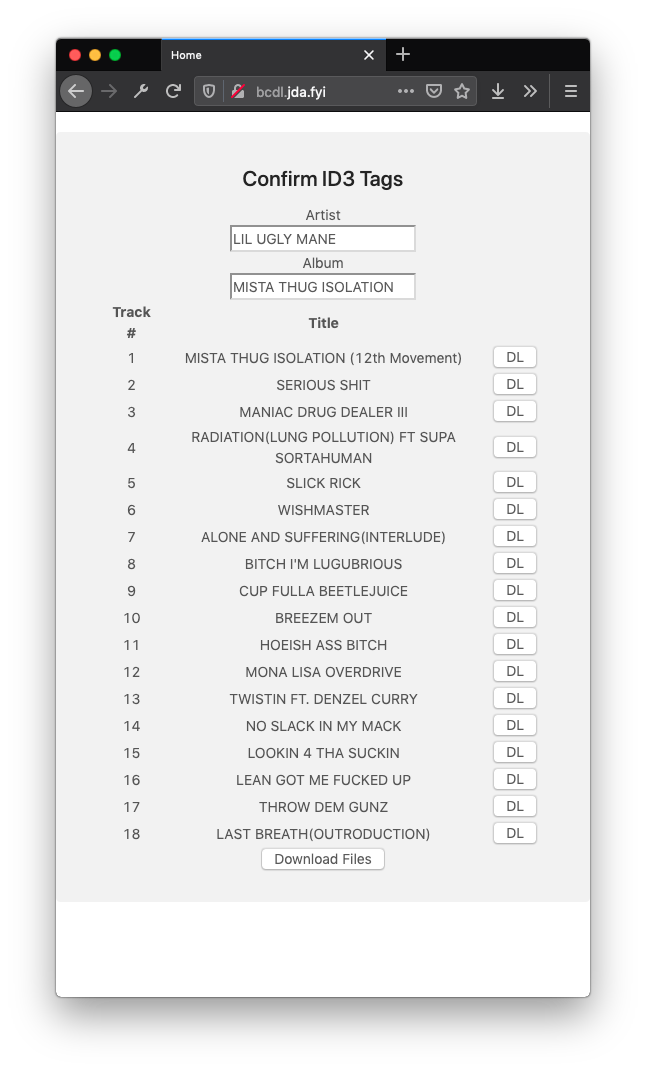 Home
bcdl.jda.fyi
Confirm ID3 Tags
Artist
LIL UGLY MANE
Album
MISTA THUG ISOLATION
Track
#
Title
1 MISTA THUG ISOLATION (12th Movement) DL
2 SERIOUS SHIT DL
3 MANIAC DRUG DEALER III DL
4 RADIATION(LUNG POLLUTION) FT SUPA
SORTAHUMAN DL
5 SLICK RICK DL
6 WISHMASTER DL
7 ALONE AND SUFFERING(INTERLUDE) DL
8 BITCH I'M LUGUBRIOUS DL
9 CUP FULLA BEETLEJUICE DL
10 BREEZEM OUT DL
11 HOEISH ASS BITCH DL
12 MONA LISA OVERDRIVE DL
13 TWISTIN FT. DENZEL CURRY DL
14 NO SLACK IN MY MACK DL
15 LOOKIN 4 THA SUCKIN DL
16 LEAN GOT ME FUCKED UP DL
17 THROW DEM GUNZ DL
18 LAST BREATH(OUTRODUCTION) DL
Download Files